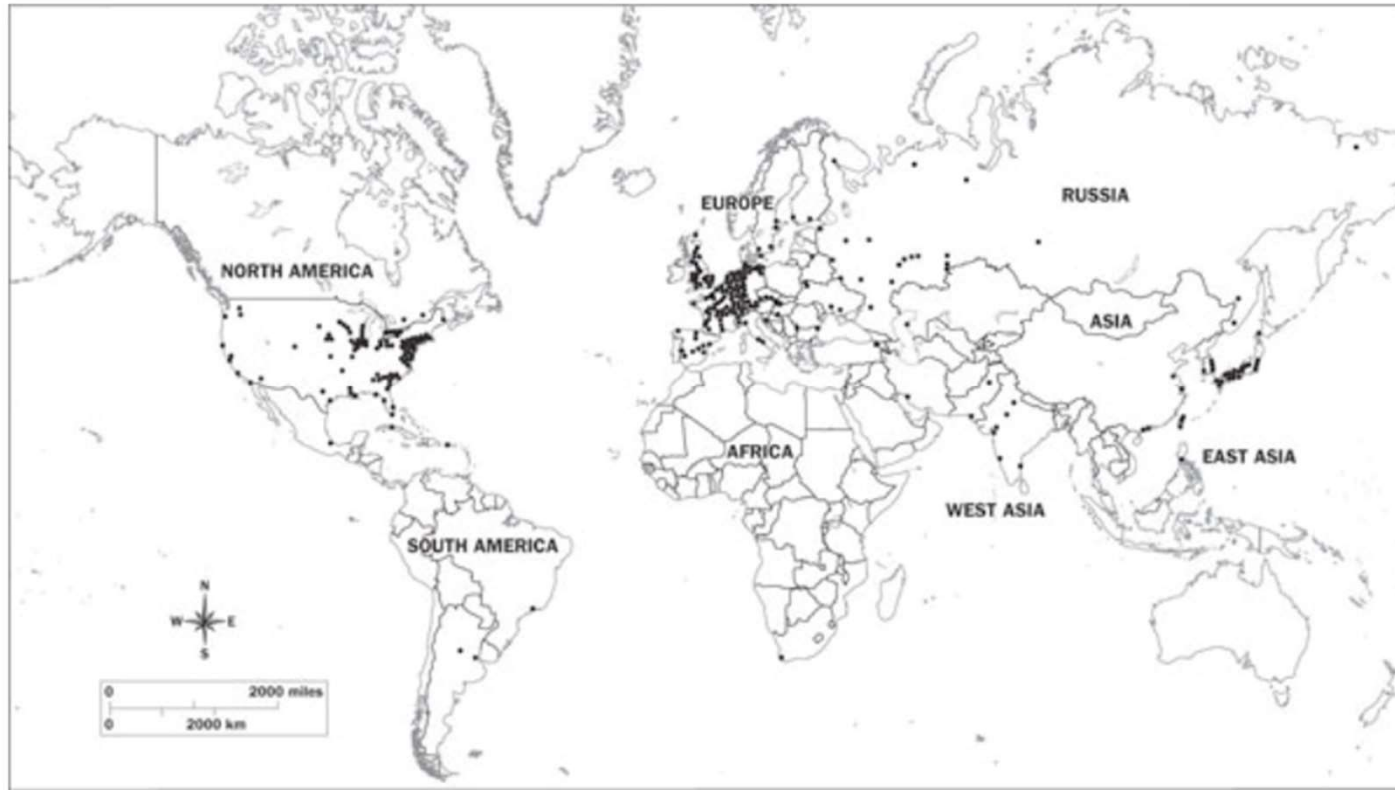 EUROPE
RUSSIA
NORTH AMERICA
ASIA
AFRICA
EAST ASIA
WEST ASIA
SOUTH AMERICA
N
W E
S
0 2000 miles
0 2000 km